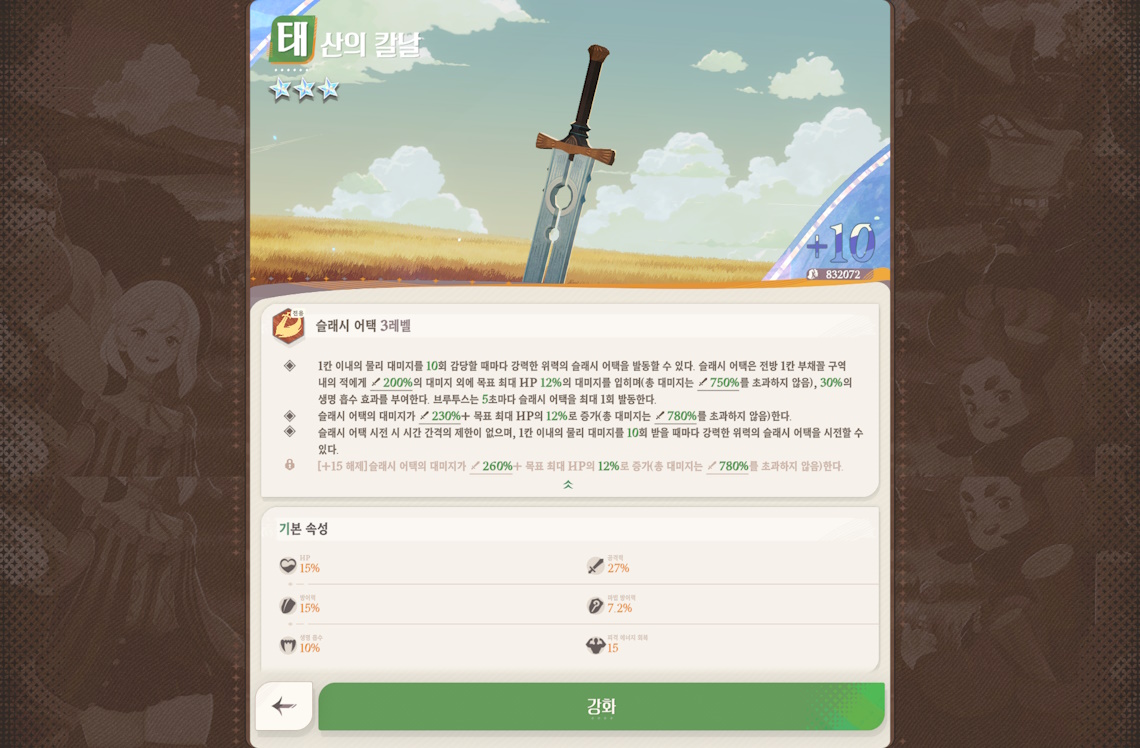 태산의 칼날
+10
832072
전용
슬래시 어택 3레벨
1칸 이내의 물리 대미지를 10회 감당할 때마다 강력한 위력의 슬래시 어택을 발동할 수 있다. 슬래시 어택은 전방 1칸 부채꼴 구역
내의 적에게 200%의 대미지 외에 목표 최대 HP 12%의 대미지를 입히며(총 대미지는 750%를 초과하지 않음), 30%의
생명 흡수 효과를 부여한다. 브루투스는 5초마다 슬래시 어택을 최대 1회 발동한다.
슬래시 어택의 대미지가 230%+ 목표 최대 HP의 12%로 증가(총 대미지는 780%를 초과하지 않음)한다.
슬래시 어택 시전 시 시간 간격의 제한이 없으며, 1칸 이내의 물리 대미지를 10회 받을 때마다 강력한 위력의 슬래시 어택을 시전할 수
있다.
[+15 해제]슬래시 어택의 대미지가 260%+ 목표 최대 HP의 12%로 증가(총 대미지는 780%를 초과하지 않음)한다.
기본 속성
HP
15%
공격력
27%
방어력
15%
마법 방어력
7.2%
생명 흡수
10%
피격 에너지 회복
15
강화